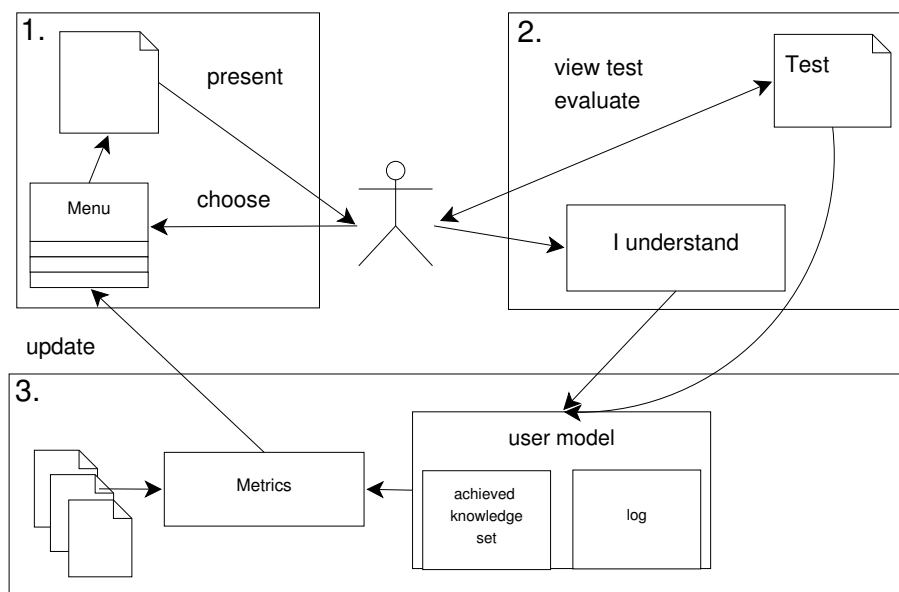 1.
present
choose
Menu
2.
view test
evaluate
Test
I understand
update
3.
user model
Metrics
achieved
knowledge
set
log